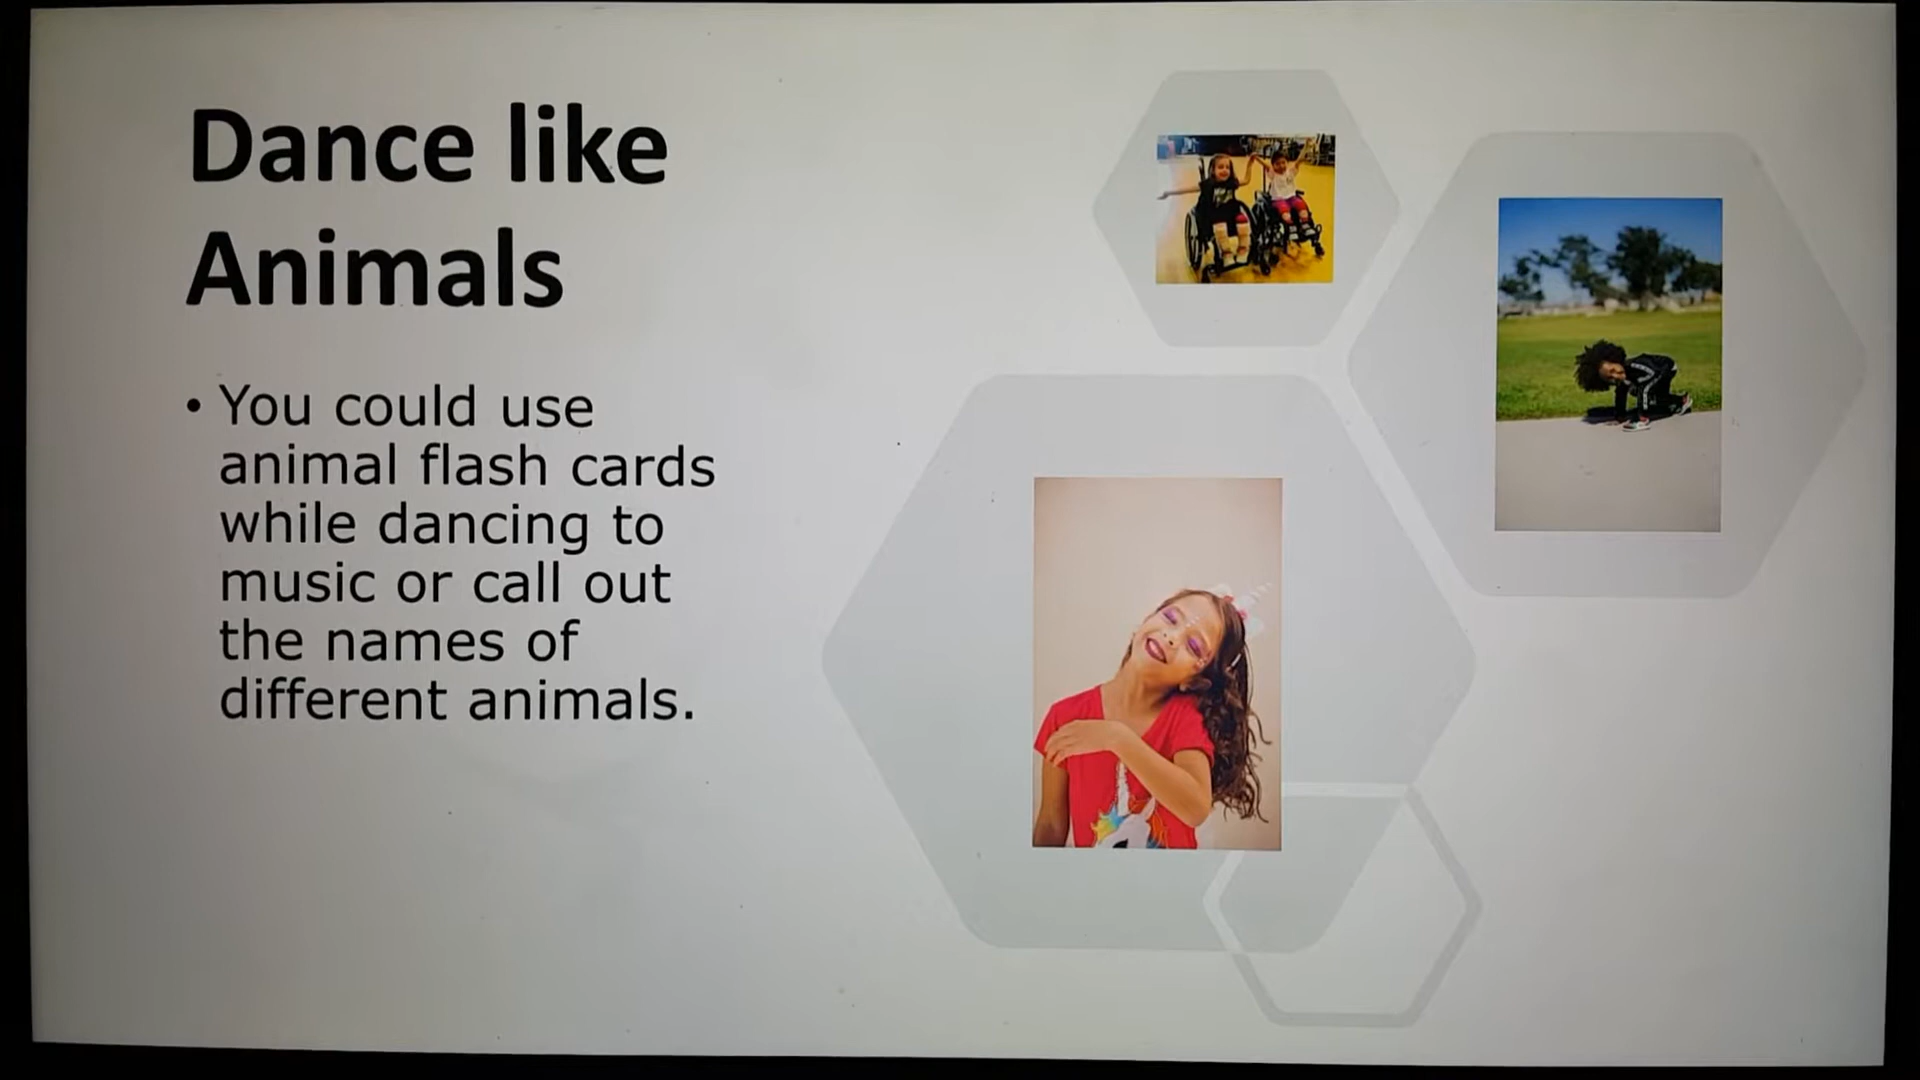 Dance like
Animals
• You could use
animal flash cards
while dancing to
music or call out
the names of
different animals.